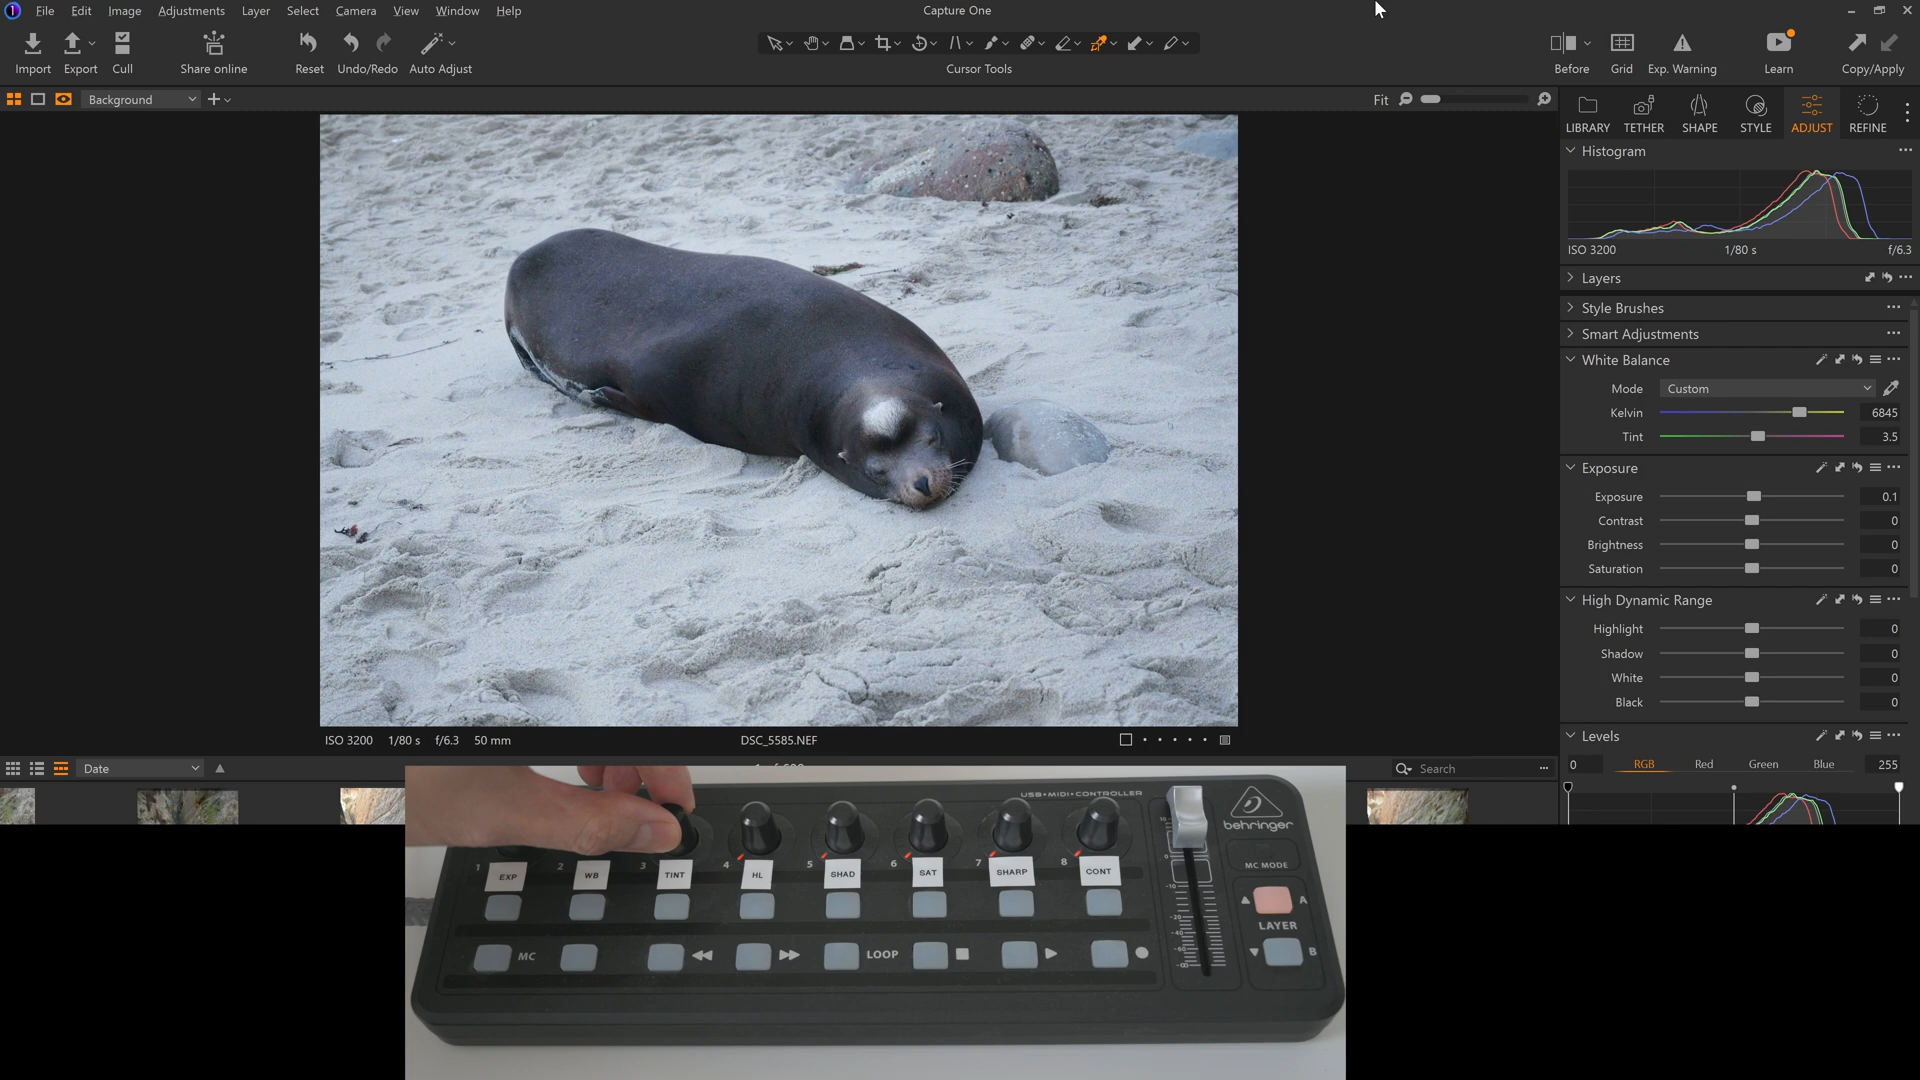 File Edit Image Adjustments Layer Select Camera View Window Help
Capture One
Import Export Cull Share online Reset Undo/Redo Auto Adjust
Cursor Tools
Before Grid Exp. Warning Learn Copy/Apply
Background
Fit
LIBRARY TETHER SHAPE STYLE ADJUST REFINE
Histogram
ISO 3200 1/80 s f/6.3
Layers
Style Brushes
Smart Adjustments
White Balance
Mode Custom
Kelvin 6845
Tint 3.5
Exposure
Exposure 0.1
Contrast 0
Brightness 0
Saturation 0
High Dynamic Range
Highlight 0
Shadow 0
White 0
Black 0
Levels
0 RGB Red Green Blue 255
ISO 3200 1/80 s f/6.3 50 mm
DSC_5585.NEF
Date
Search
USB•MIDI•CONTROLLER
behringer
1 2 3 4 5 6 7 8
EXP WB TINT HL SHAD SAT SHARP CONT
MC MODE
A
LAYER
B
MC
LOOP